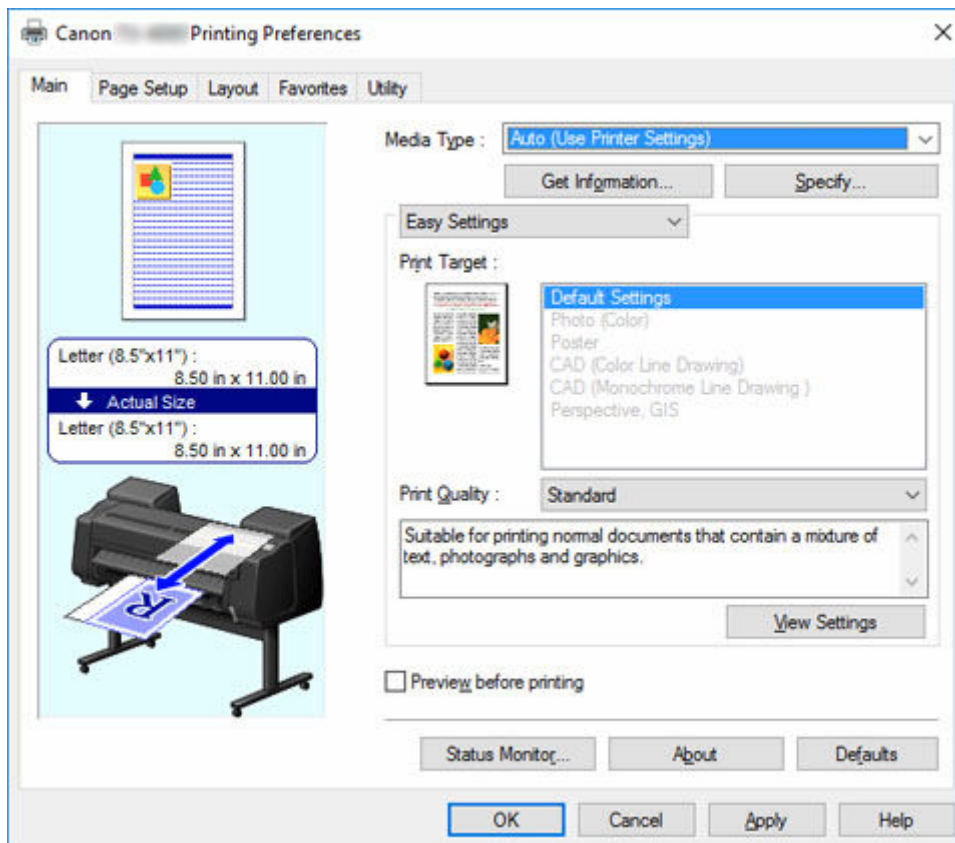 Canon Printing Preferences
Main Page Setup Layout Favorites Utility
Media Type : Auto (Use Printer Settings)
Get Information... Specify...
Easy Settings
Print Target :
Default Settings
Photo (Color)
Poster
CAD (Color Line Drawing)
CAD (Monochrome Line Drawing )
Perspective, GIS
Letter (8.5"x11") :
8.50 in x 11.00 in
Actual Size
Letter (8.5"x11") :
8.50 in x 11.00 in
R
Print Quality : Standard
Suitable for printing normal documents that contain a mixture of
text, photographs and graphics.
View Settings
Preview before printing
Status Monitor... About Defaults
OK Cancel Apply Help